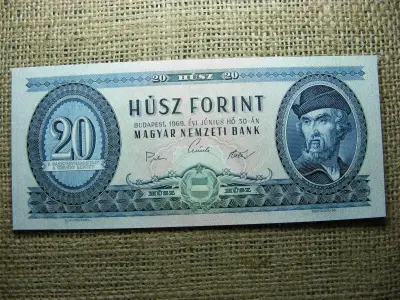 20 HÚSZ 20
HÚSZ FORINT
BUDAPEST, 1969. ÉVI JÚNIUS HÓ 30-ÁN
MAGYAR NEMZETI BANK
20
HÚSZ HÚSZ